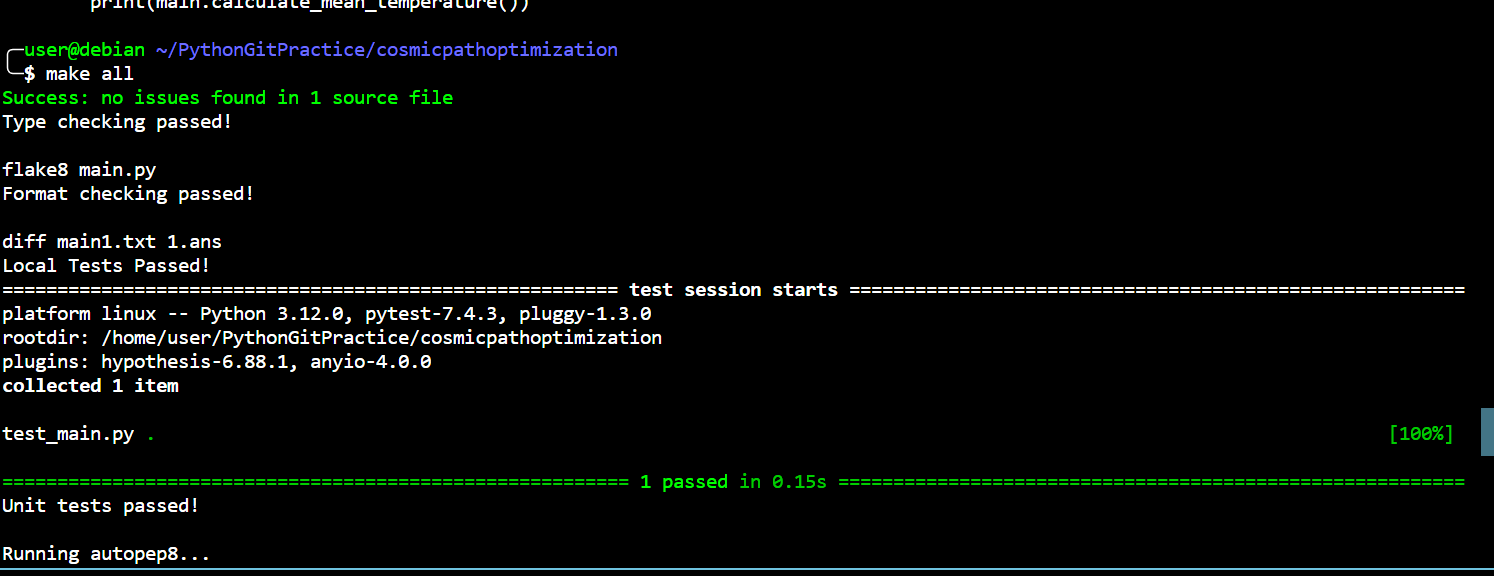 print(main.calculate_mean_temperature())
user@debian ~/PythonGitPractice/cosmicpathoptimization
$ make all
Success: no issues found in 1 source file
Type checking passed!
flake8 main.py
Format checking passed!
diff main1.txt 1.ans
Local Tests Passed!
======================================================== test session starts ========================================================
platform linux -- Python 3.12.0, pytest-7.4.3, pluggy-1.3.0
rootdir: /home/user/PythonGitPractice/cosmicpathoptimization
plugins: hypothesis-6.88.1, anyio-4.0.0
collected 1 item
test_main.py . [100%]
========================================================= 1 passed in 0.15s =========================================================
Unit tests passed!
Running autopep8...